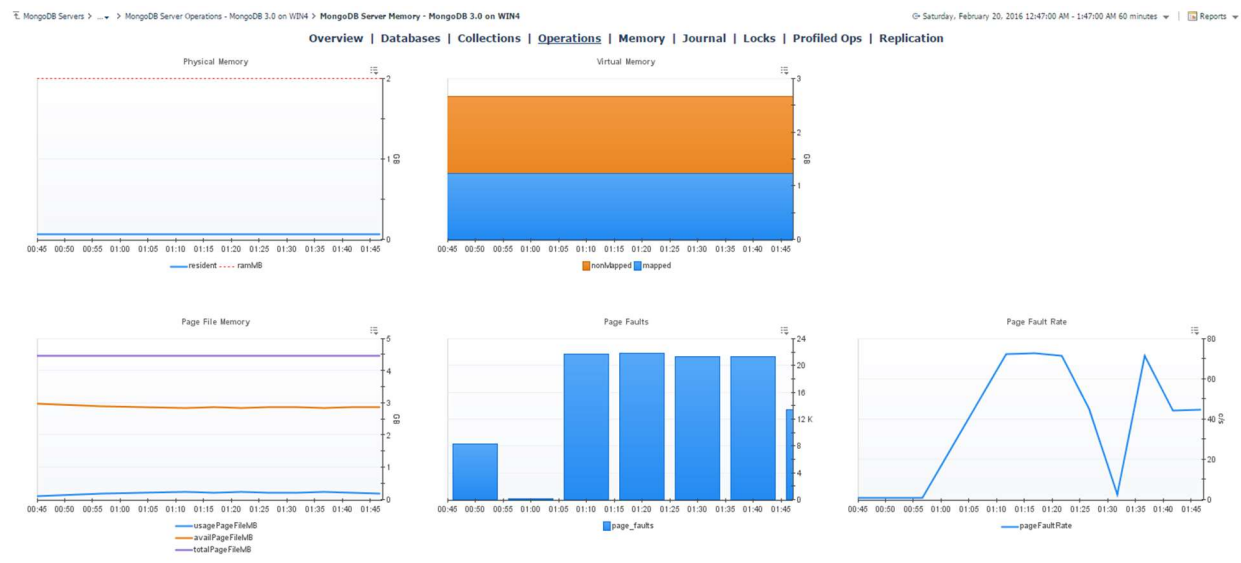 MongoDB Servers > ... > MongoDB Server Operations - MongoDB 3.0 on WIN4 > MongoDB Server Memory - MongoDB 3.0 on WIN4
Saturday, February 20, 2016 12:47:00 AM - 1:47:00 AM 60 minutes | Reports
Overview | Databases | Collections | Operations | Memory | Journal | Locks | Profiled Ops | Replication
Physical Memory
2
1
0
GB
00:45 00:50 00:55 01:00 01:05 01:10 01:15 01:20 01:25 01:30 01:35 01:40 01:45
resident ramMB
Virtual Memory
3
2
1
0
GB
00:45 00:50 00:55 01:00 01:05 01:10 01:15 01:20 01:25 01:30 01:35 01:40 01:45
nonMapped mapped
Page File Memory
5
4
3
2
1
0
GB
00:45 00:50 00:55 01:00 01:05 01:10 01:15 01:20 01:25 01:30 01:35 01:40 01:45
usagePageFileMB
availPageFileMB
totalPageFileMB
Page Faults
24
20
16
12 K
8
4
0
00:45 00:50 00:55 01:00 01:05 01:10 01:15 01:20 01:25 01:30 01:35 01:40 01:45
page_faults
Page Fault Rate
80
60
40
20
0
c/s
00:45 00:50 00:55 01:00 01:05 01:10 01:15 01:20 01:25 01:30 01:35 01:40 01:45
pageFaultRate